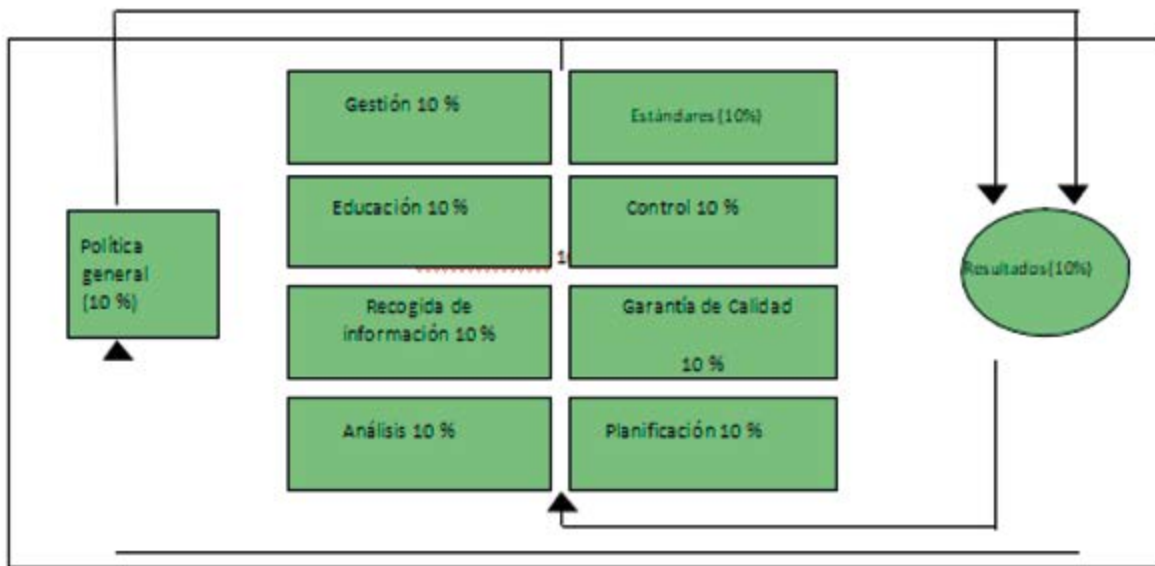 Gestión 10 %
Estándares (10%)
Educación 10 %
Control 10 %
Política
general
(10 %)
Resultados (10%)
Recogida de
información 10 %
Garantía de Calidad
10 %
Análisis 10 %
Planificación 10 %